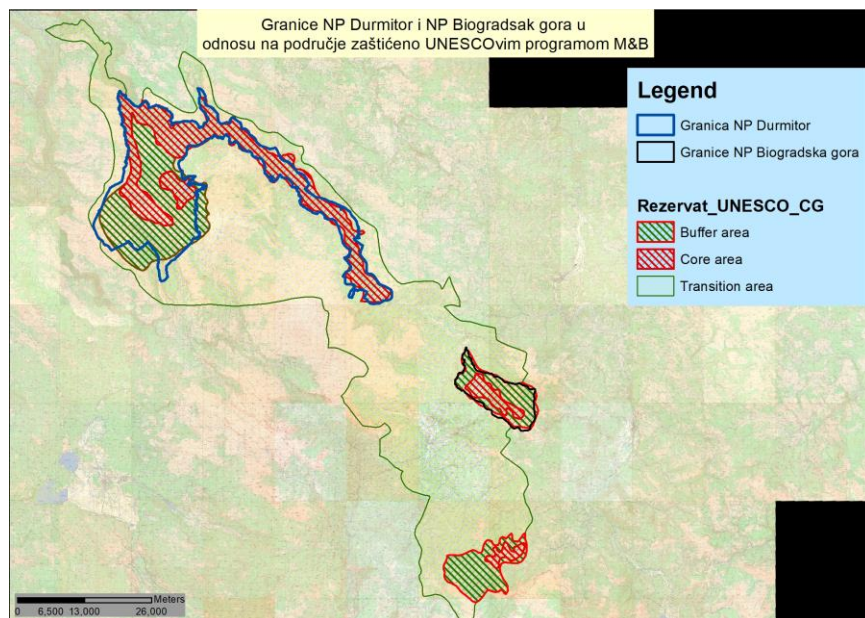 Granice NP Durmitor i NP Biogradsak gora u
odnosu na područje zaštićeno UNESCOvim programom M&B
Legend
Granica NP Durmitor
Granice NP Biogradska gora
Rezervat_UNESCO_CG
Buffer area
Core area
Transition area
Meters
0 6,500 13,000 26,000